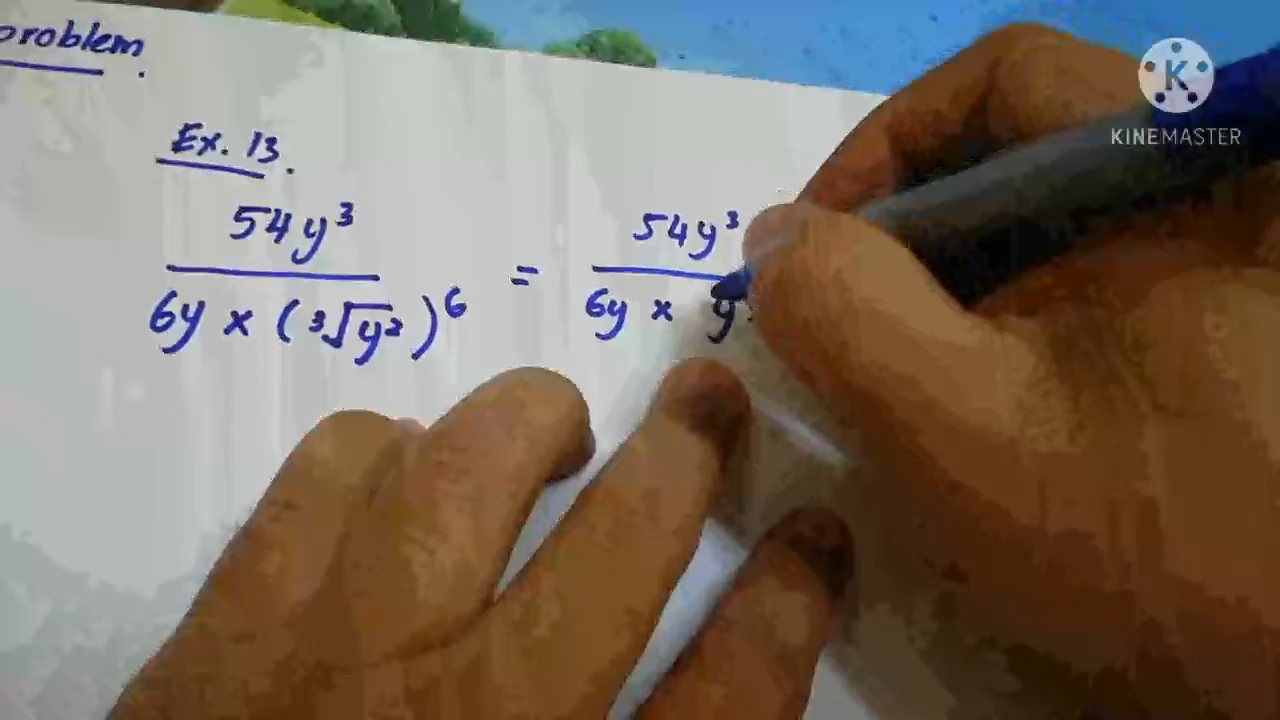 problem.
Ex. 13.
54y³ / 6y × (³√y²)⁶ = 54y³ / 6y × y
KINEMASTER